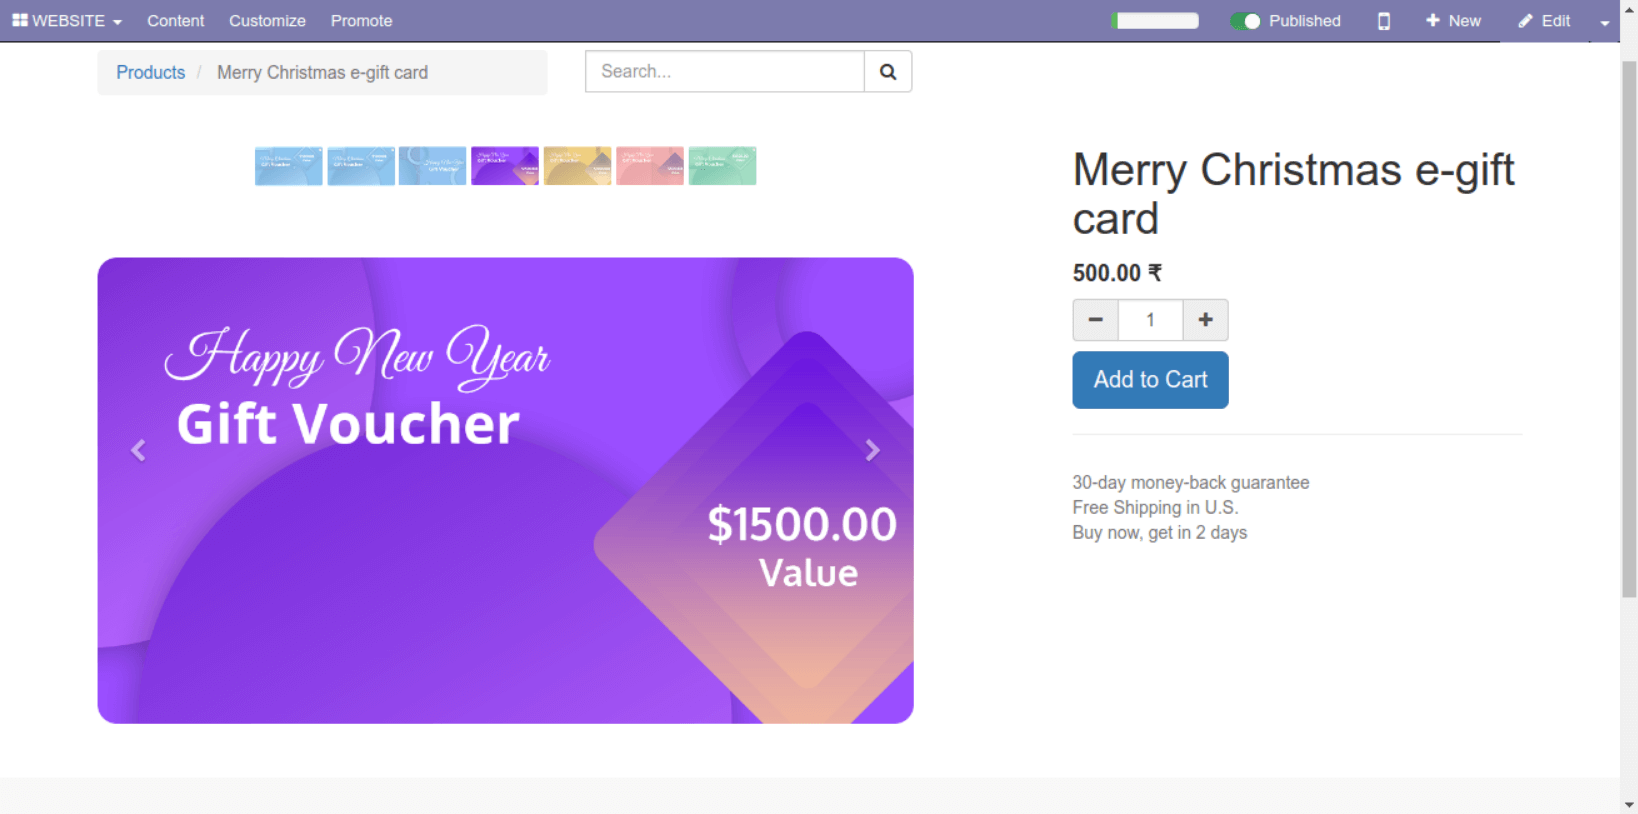 WEBSITE Content Customize Promote Published New Edit
Products / Merry Christmas e-gift card
Search...
Merry Christmas e-gift
card
500.00 ₹
1
Add to Cart
30-day money-back guarantee
Free Shipping in U.S.
Buy now, get in 2 days
Happy New Year
Gift Voucher
$1500.00
Value